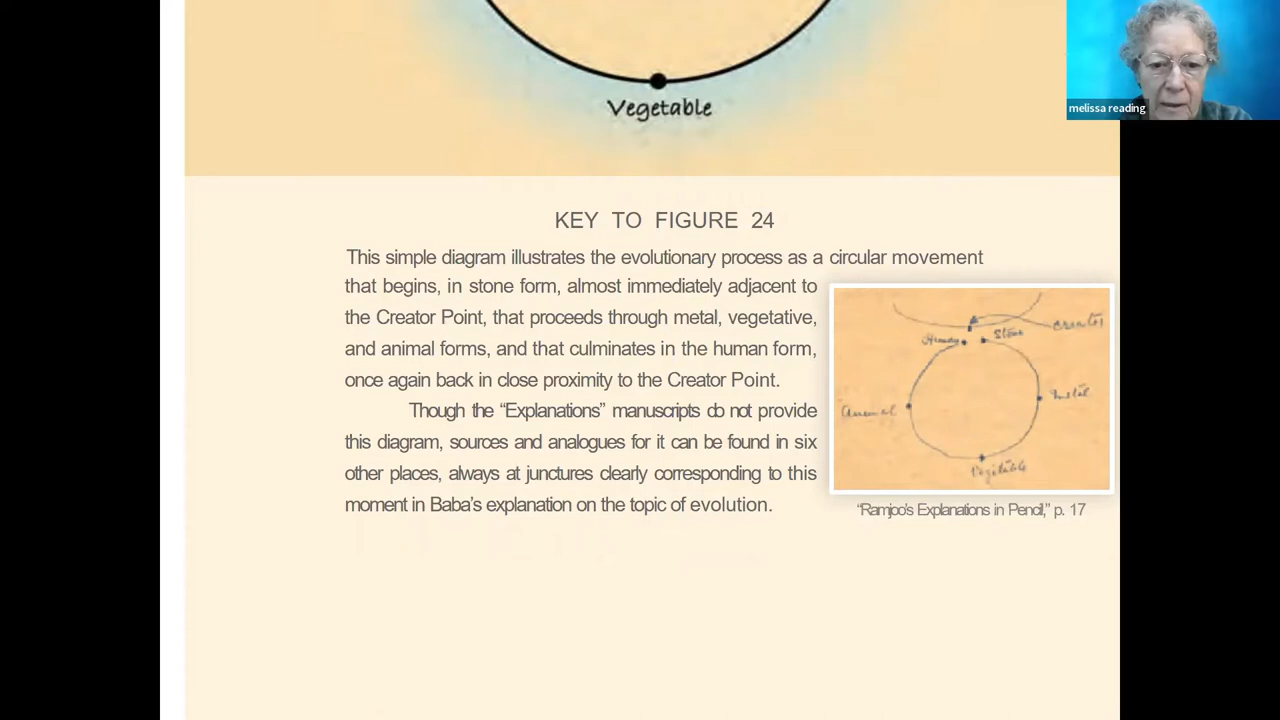 melissa reading
Vegetable
KEY TO FIGURE 24
This simple diagram illustrates the evolutionary process as a circular movement
that begins, in stone form, almost immediately adjacent to
the Creator Point, that proceeds through metal, vegetative,
and animal forms, and that culminates in the human form,
once again back in close proximity to the Creator Point.
Though the “Explanations” manuscripts do not provide
this diagram, sources and analogues for it can be found in six
other places, always at junctures clearly corresponding to this
moment in Baba’s explanation on the topic of evolution.
Stone
Metal
Animal
Vegetable
“Ramjoo’s Explanations in Pencil,” p. 17